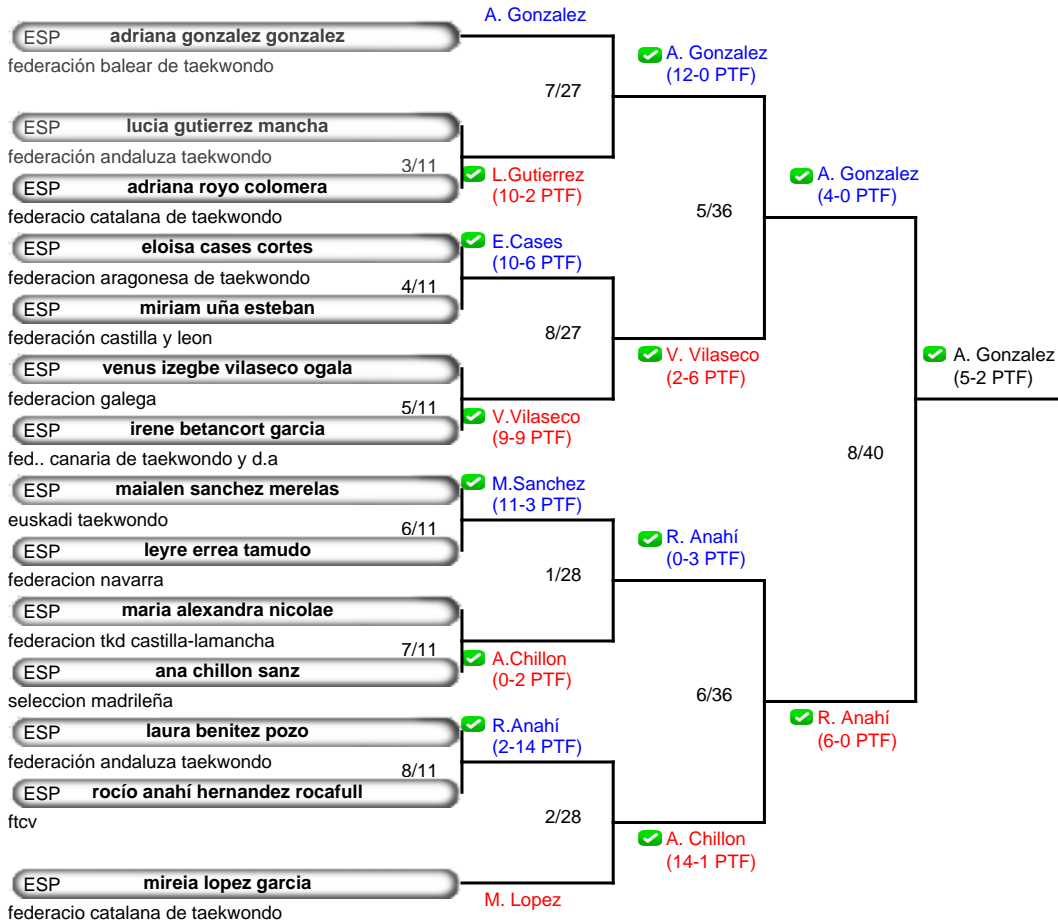 A. Gonzalez
ESP adriana gonzalez gonzalez
federación balear de taekwondo
A. Gonzalez
(12-0 PTF)
7/27
ESP lucia gutierrez mancha
federación andaluza taekwondo
3/11
L.Gutierrez
(10-2 PTF)
ESP adriana royo colomera
federacio catalana de taekwondo
A. Gonzalez
(4-0 PTF)
5/36
ESP eloisa cases cortes
E.Cases
(10-6 PTF)
federacion aragonesa de taekwondo
4/11
ESP miriam uña esteban
federación castilla y leon
8/27
V. Vilaseco
(2-6 PTF)
ESP venus izegbe vilaseco ogala
federacion galega
5/11
V.Vilaseco
(9-9 PTF)
ESP irene betancort garcia
fed.. canaria de taekwondo y d.a
A. Gonzalez
(5-2 PTF)
8/40
ESP maialen sanchez merelas
M.Sanchez
(11-3 PTF)
euskadi taekwondo
6/11
ESP leyre errea tamudo
federacion navarra
R. Anahí
(0-3 PTF)
1/28
ESP maria alexandra nicolae
federacion tkd castilla-lamancha
7/11
A.Chillon
(0-2 PTF)
ESP ana chillon sanz
seleccion madrileña
6/36
R. Anahí
(6-0 PTF)
ESP laura benitez pozo
R.Anahí
(2-14 PTF)
federación andaluza taekwondo
8/11
ESP rocío anahí hernandez rocafull
ftcv
2/28
A. Chillon
(14-1 PTF)
ESP mireia lopez garcia
M. Lopez
federacio catalana de taekwondo